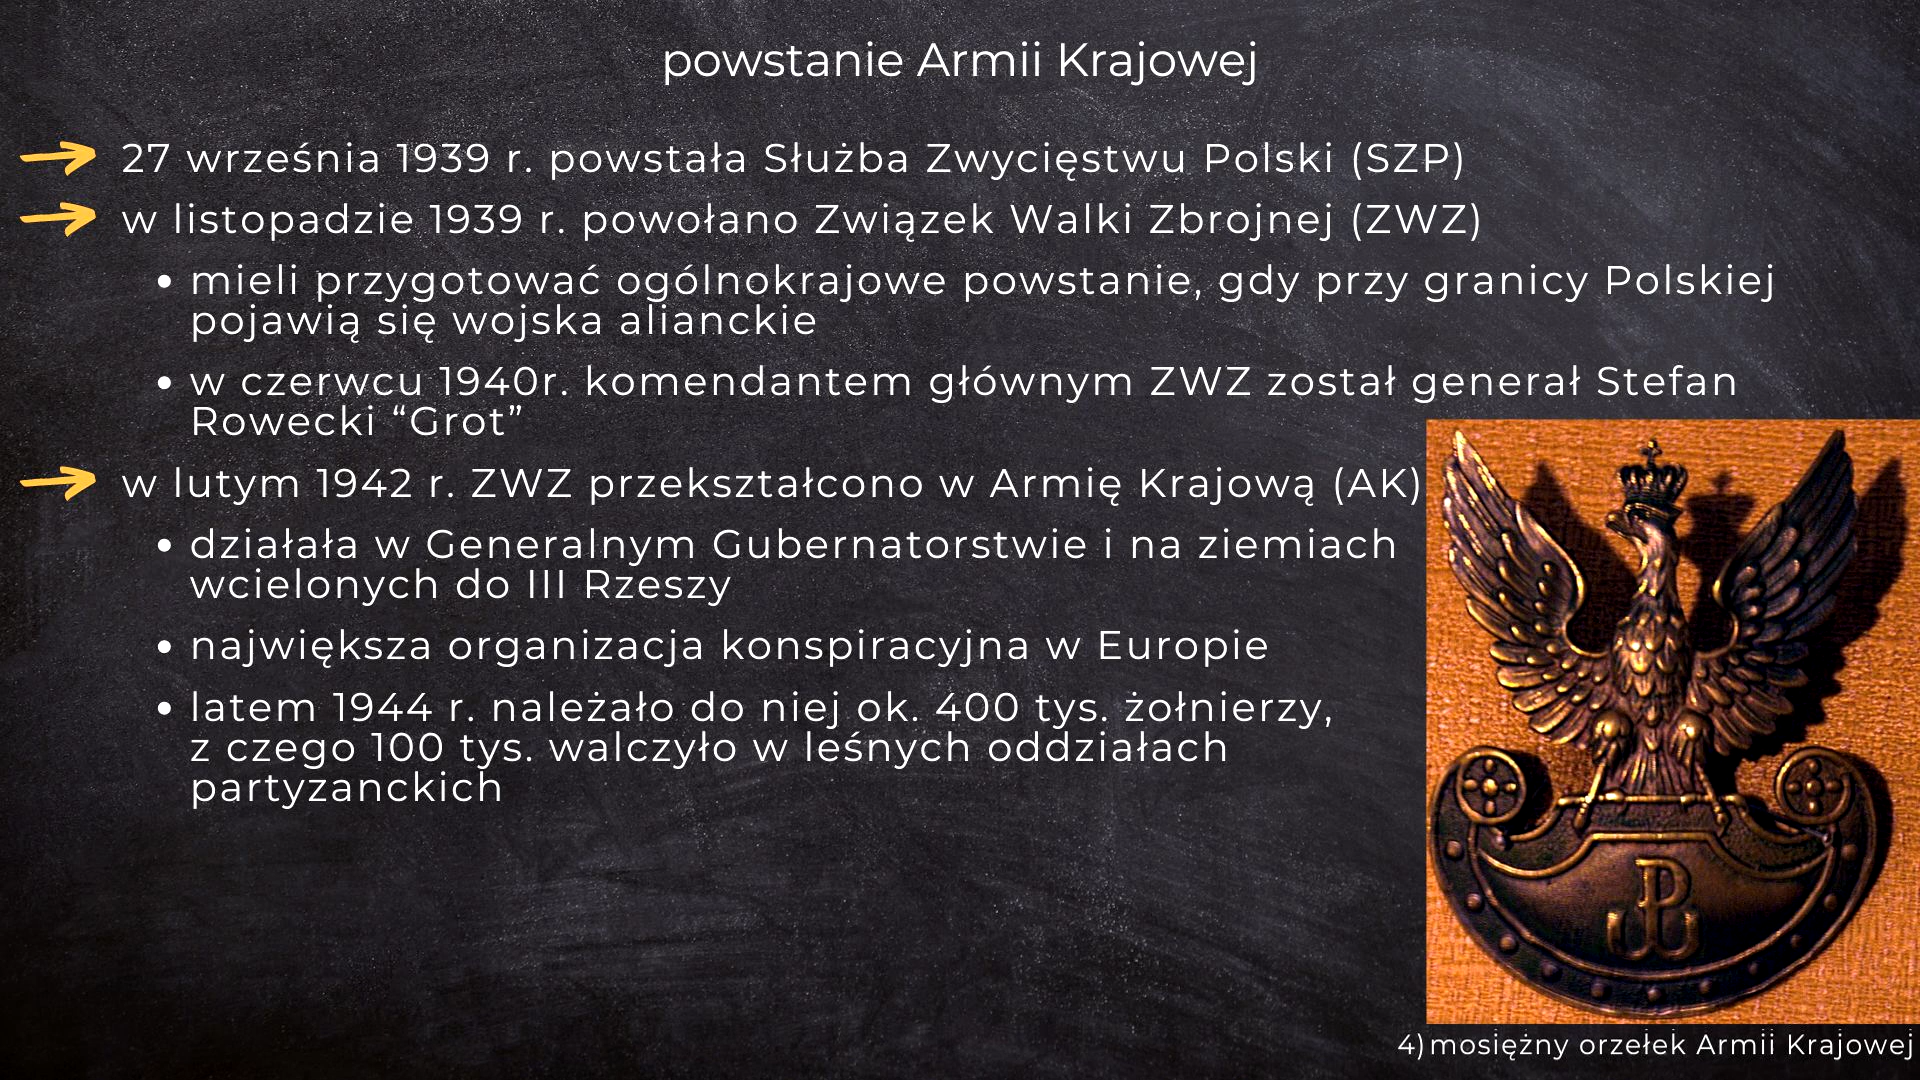 powstanie Armii Krajowej
27 września 1939 r. powstała Służba Zwycięstwu Polski (SZP)
w listopadzie 1939 r. powołano Związek Walki Zbrojnej (ZWZ)
• mieli przygotować ogólnokrajowe powstanie, gdy przy granicy Polskiej
pojawią się wojska alianckie
• w czerwcu 1940r. komendantem głównym ZWZ został generał Stefan
Rowecki “Grot”
w lutym 1942 r. ZWZ przekształcono w Armię Krajową (AK)
• działała w Generalnym Gubernatorstwie i na ziemiach
wcielonych do III Rzeszy
• największa organizacja konspiracyjna w Europie
• latem 1944 r. należało do niej ok. 400 tys. żołnierzy,
z czego 100 tys. walczyło w leśnych oddziałach
partyzanckich
4) mosiężny orzełek Armii Krajowej